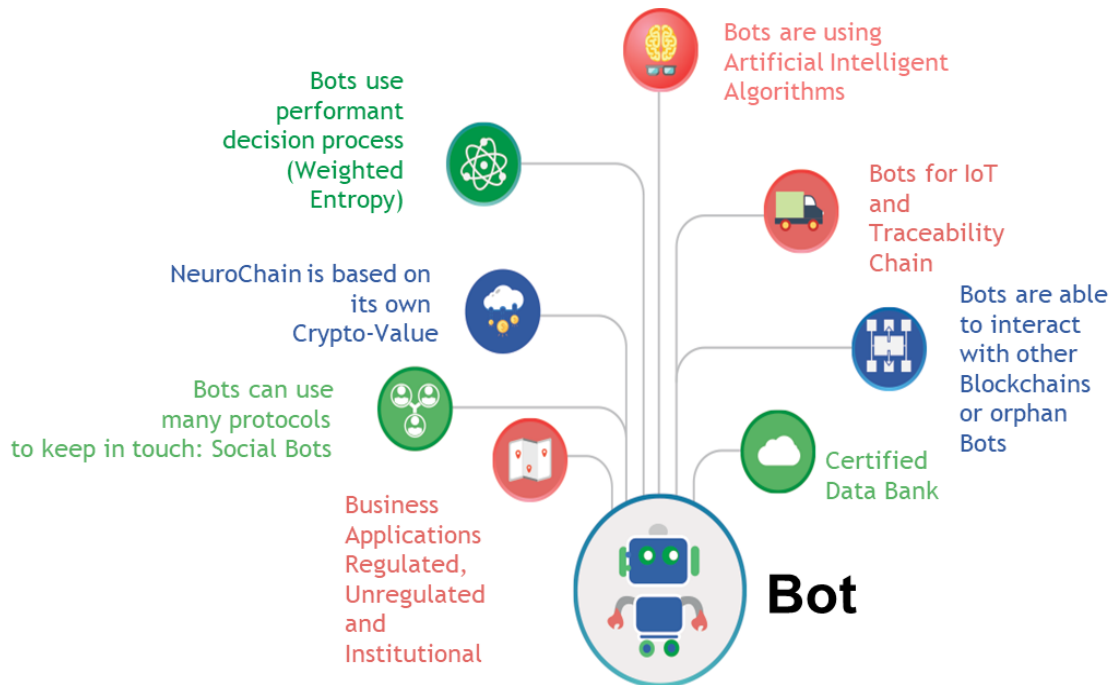 Bots are using
Artificial Intelligent
Algorithms
Bots use
performant
decision process
(Weighted
Entropy)
Bots for IoT
and
Traceability
Chain
NeuroChain is based on
its own
Crypto-Value
Bots are able
to interact
with other
Blockchains
or orphan
Bots
Bots can use
many protocols
to keep in touch: Social Bots
Certified
Data Bank
Business
Applications
Regulated,
Unregulated
and
Institutional
Bot